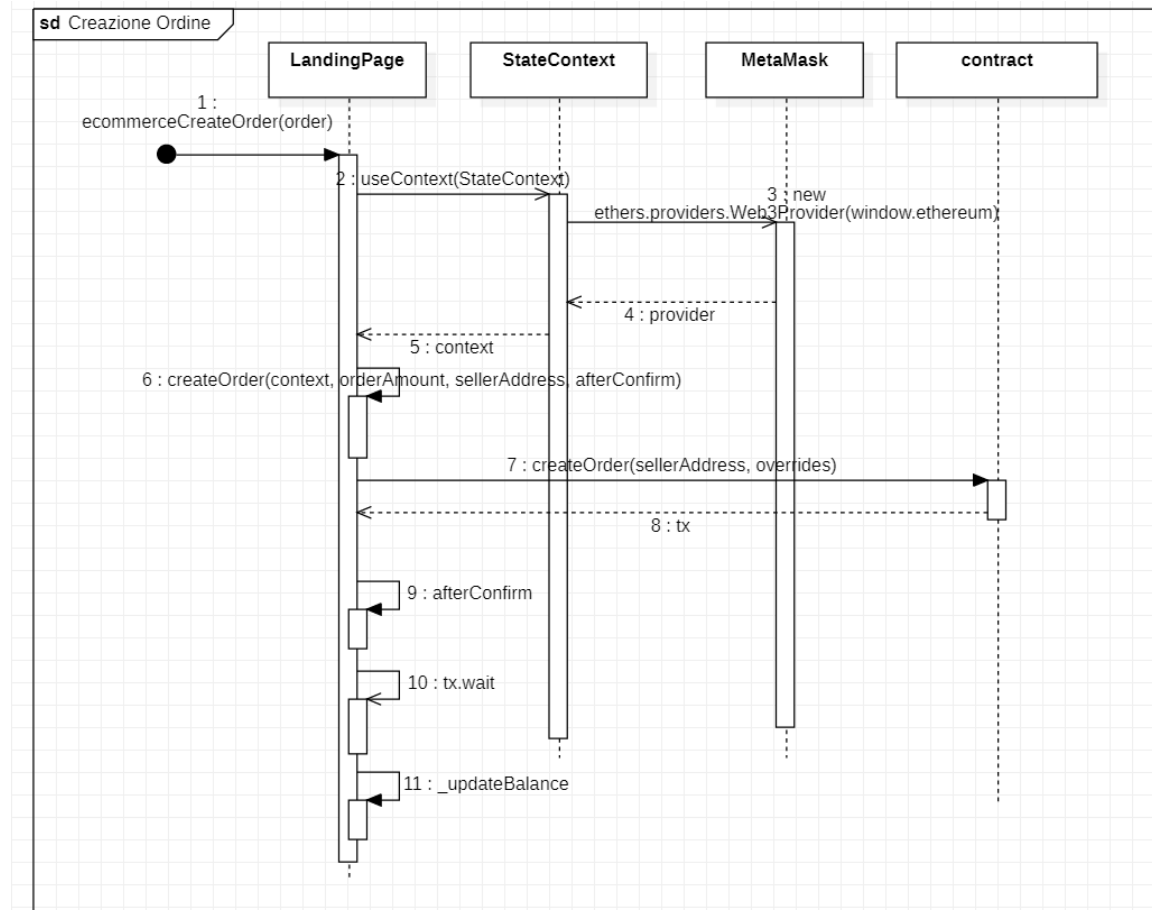 sd Creazione Ordine
LandingPage
StateContext
MetaMask
contract
1 :
ecommerceCreateOrder(order)
2 : useContext(StateContext)
3 : new
ethers.providers.Web3Provider(window.ethereum)
4 : provider
5 : context
6 : createOrder(context, orderAmount, sellerAddress, afterConfirm)
7 : createOrder(sellerAddress, overrides)
8 : tx
9 : afterConfirm
10 : tx.wait
11 : _updateBalance